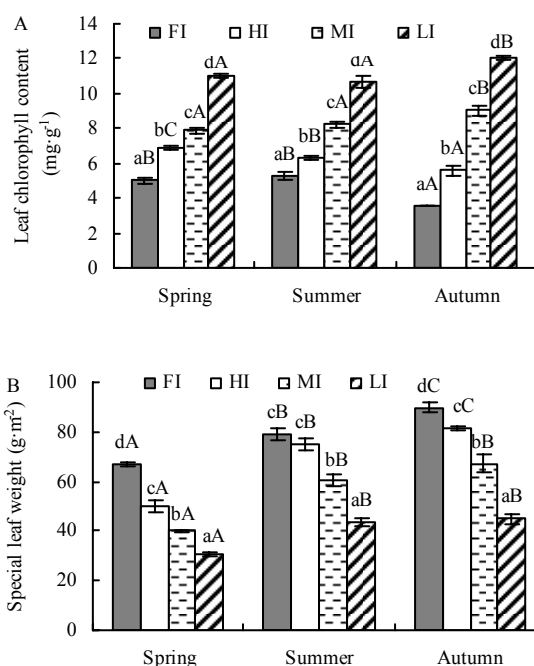 A
FI HI MI LI
Leaf chlorophyll content
(mg·g⁻¹)
14
12
10
8
6
4
2
0
aB bC cA dA
aB bB cA dA
aA bA cB dB
Spring Summer Autumn
B
FI HI MI LI
Special leaf weight (g·m⁻²)
100
80
60
40
20
0
dA cA bA aA
cB cB bB aB
dC cC bB aB
Spring Summer Autumn